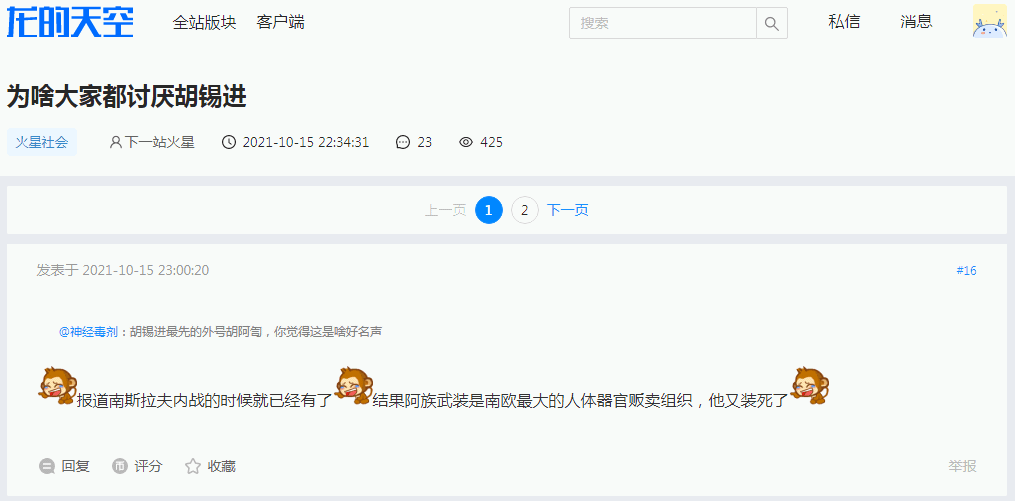 龙的天空 全站版块 客户端 搜索 私信 消息
为啥大家都讨厌胡锡进
火星社会 下一站火星 2021-10-15 22:34:31 23 425
上一页 1 2 下一页
发表于 2021-10-15 23:00:20 #16
@神经毒剂：胡锡进最先的外号胡阿訇，你觉得这是啥好名声
报道南斯拉夫内战的时候就已经有了结果阿族武装是南欧最大的人体器官贩卖组织，他又装死了
回复 币 评分 收藏 举报